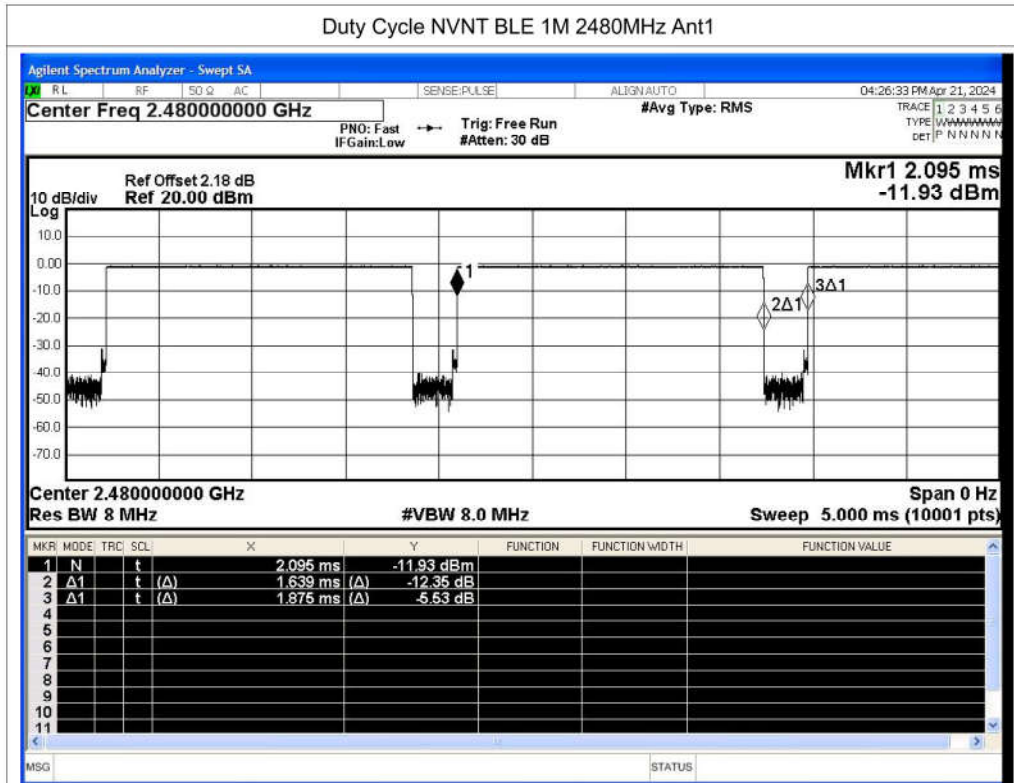 Duty Cycle NVNT BLE 1M 2480MHz Ant1
Agilent Spectrum Analyzer - Swept SA
LXI RL RF 50 Ω AC SENSE:PULSE ALIGNAUTO 04:26:33 PM Apr 21, 2024
Center Freq 2.480000000 GHz #Avg Type: RMS TRACE 1 2 3 4 5 6
PNO: Fast Trig: Free Run TYPE
IFGain:Low #Atten: 30 dB DET P N N N N N
Mkr1 2.095 ms
Ref Offset 2.18 dB
10 dB/div Ref 20.00 dBm -11.93 dBm
Log
10.0
0.00
-10.0
-20.0
-30.0
-40.0
-50.0
-60.0
-70.0
1
2Δ1
3Δ1
Center 2.480000000 GHz Span 0 Hz
Res BW 8 MHz #VBW 8.0 MHz Sweep 5.000 ms (10001 pts)
MKR MODE TRC SCL X Y FUNCTION FUNCTION WIDTH FUNCTION VALUE
1 N t 2.095 ms -11.93 dBm
2 Δ1 t (Δ) 1.639 ms (Δ) -12.35 dB
3 Δ1 t (Δ) 1.875 ms (Δ) -5.53 dB
4
5
6
7
8
9
10
11
MSG STATUS